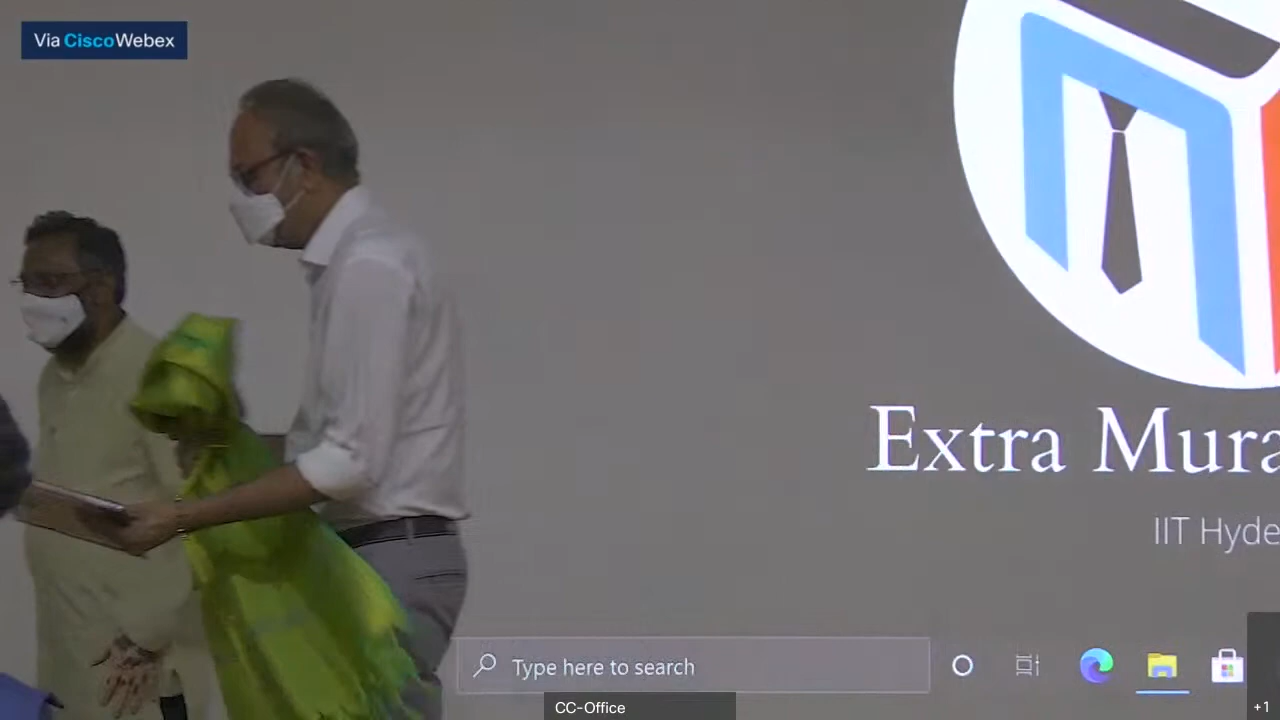 Via CiscoWebex
Extra Mura
IIT Hyde
Type here to search
CC-Office
+1